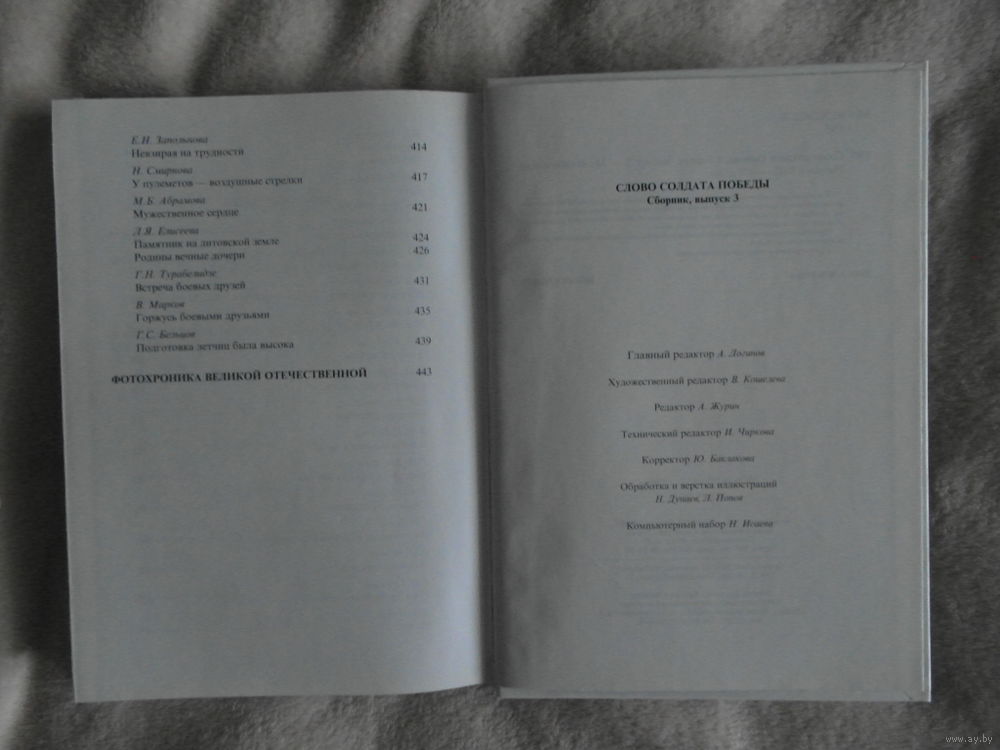 Е.Н. Запольнова
Невзирая на трудности 414
Н. Смирнова
У пулеметов — воздушные стрелки 417
М.Б. Абрамова
Мужественное сердце 421
Л.Я. Елисеева
Памятник на литовской земле 424
Родины вечные дочери 426
Г.Н. Турабелидзе
Встреча боевых друзей 431
В. Марков
Горжусь боевыми друзьями 435
Г.С. Бельцов
Подготовка летчиц была высока 439
ФОТОХРОНИКА ВЕЛИКОЙ ОТЕЧЕСТВЕННОЙ 443
СЛОВО СОЛДАТА ПОБЕДЫ
Сборник, выпуск 3
Главный редактор А. Логинов
Художественный редактор В. Кошелева
Редактор А. Журин
Технический редактор И. Чиркова
Корректор Ю. Баклакова
Обработка и верстка иллюстраций
Н. Дунаев, Л. Попов
Компьютерный набор Н. Исаева
www.ay.by